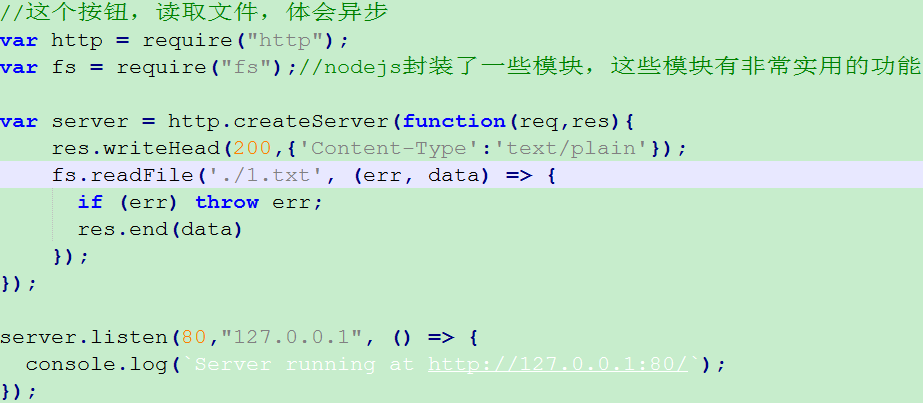 //这个按钮，读取文件，体会异步
var http = require("http");
var fs = require("fs");//nodejs封装了一些模块，这些模块有非常实用的功能
var server = http.createServer(function(req,res){
    res.writeHead(200,{'Content-Type':'text/plain'});
    fs.readFile('./1.txt', (err, data) => {
      if (err) throw err;
      res.end(data)
    });
});
server.listen(80,"127.0.0.1", () => {
  console.log(`Server running at http://127.0.0.1:80/`);
});